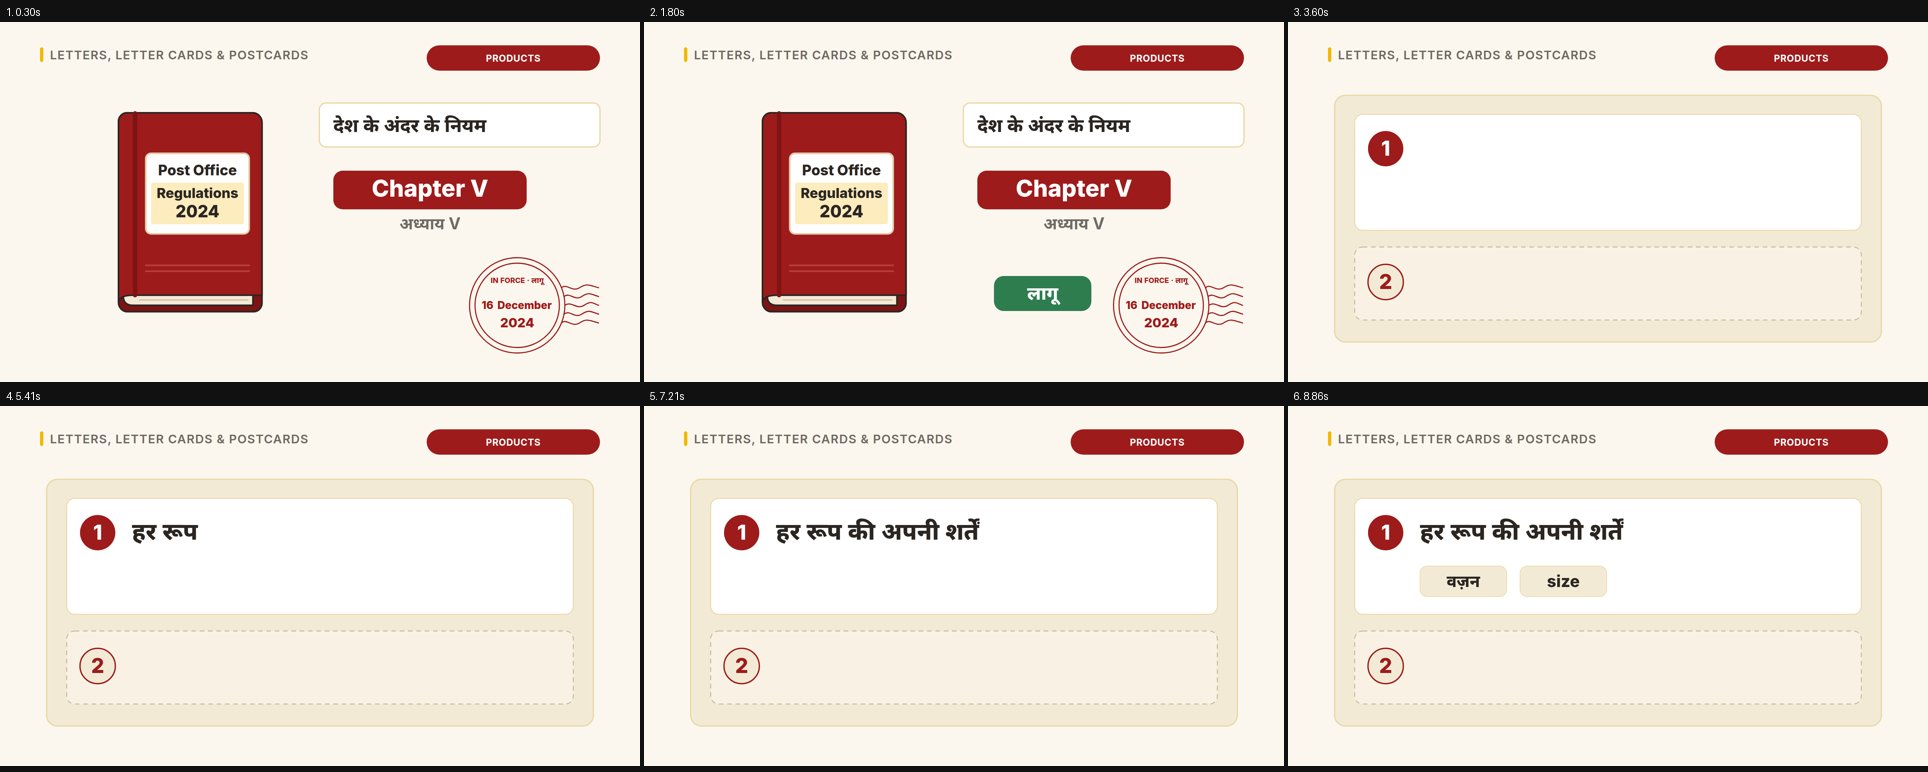 1. 0.30s
LETTERS, LETTER CARDS & POSTCARDS
PRODUCTS
देश के अंदर के नियम
Post Office
Regulations
2024
Chapter V
अध्याय V
IN FORCE · लागू
16 December
2024
2. 1.80s
LETTERS, LETTER CARDS & POSTCARDS
PRODUCTS
देश के अंदर के नियम
Post Office
Regulations
2024
Chapter V
अध्याय V
लागू
IN FORCE · लागू
16 December
2024
3. 3.60s
LETTERS, LETTER CARDS & POSTCARDS
PRODUCTS
1
2
4. 5.41s
LETTERS, LETTER CARDS & POSTCARDS
PRODUCTS
1 हर रूप
2
5. 7.21s
LETTERS, LETTER CARDS & POSTCARDS
PRODUCTS
1 हर रूप की अपनी शर्तें
2
6. 8.86s
LETTERS, LETTER CARDS & POSTCARDS
PRODUCTS
1 हर रूप की अपनी शर्तें
वज़न size
2